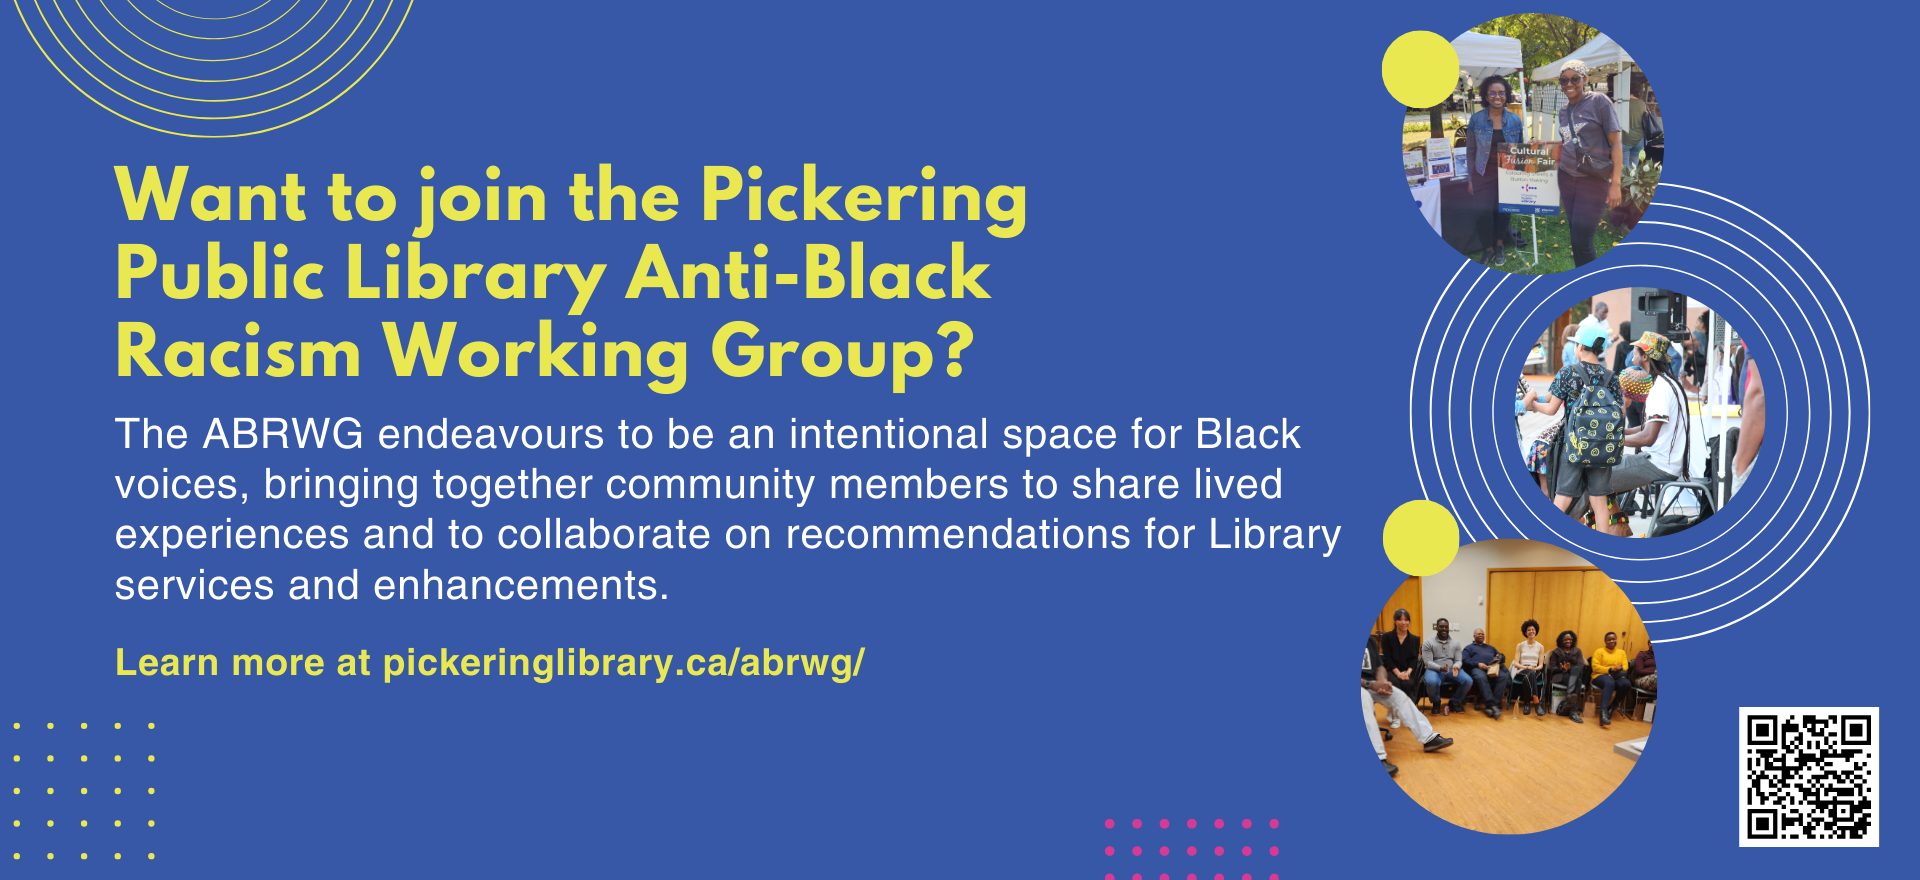 Want to join the Pickering
Public Library Anti-Black
Racism Working Group?
The ABRWG endeavours to be an intentional space for Black
voices, bringing together community members to share lived
experiences and to collaborate on recommendations for Library
services and enhancements.
Learn more at pickeringlibrary.ca/abrwg/
Cultural
Fusion Fair